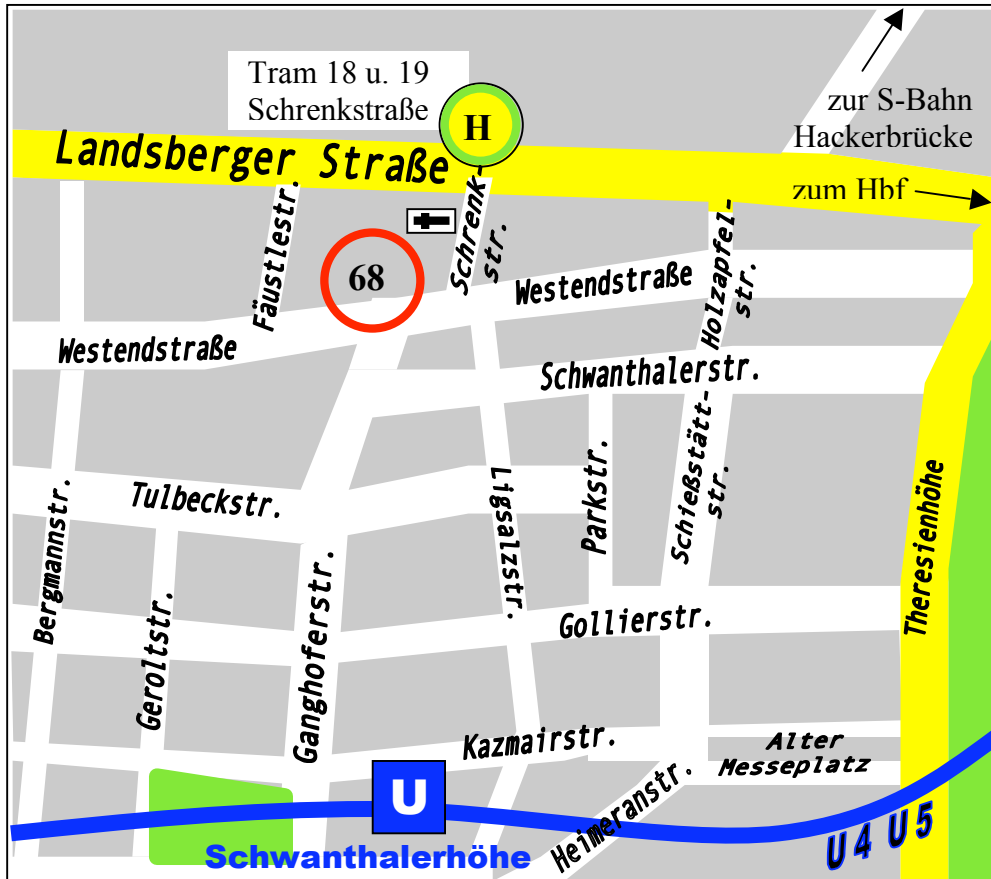 Tram 18 u. 19
Schrenkstraße
H
zur S-Bahn
Hackerbrücke
Landsberger Straße
zum Hbf
Fäustlestr.
68
Schrenk-
str.
Westendstraße
Holzapfel-
str.
Westendstraße
Schwanthalerstr.
Schießstätt-
str.
Tulbeckstr.
Ligsalzstr.
Parkstr.
Bergmannstr.
Geroltstr.
Ganghoferstr.
Gollierstr.
Theresienhöhe
Kazmairstr.
Alter
Messeplatz
Heimeranstr.
U
Schwanthalerhöhe
U4 U5